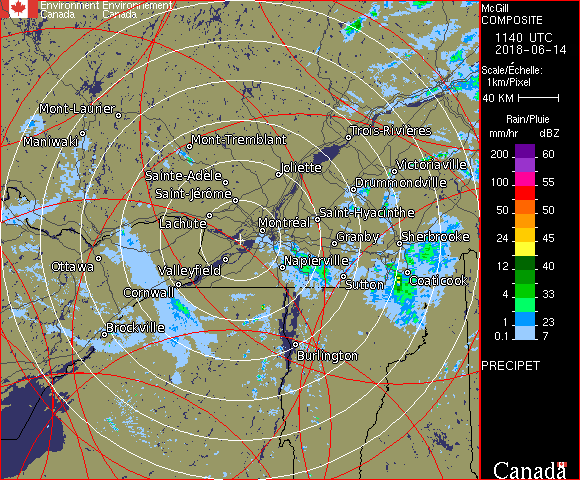 Environment Environnement
Canada Canada
McGill
COMPOSITE
1140 UTC
2018-06-14
Scale/Échelle:
1km/Pixel
40 KM
Rain/Pluie
mm/hr dBZ
200 60
100 55
50 50
24 45
12 40
4 33
1 23
0.1 7
PRECIPET
Canada
Mont-Laurier
Maniwaki
Mont-Tremblant
Trois-Rivières
Sainte-Adèle
Joliette
Victoriaville
Saint-Jérôme
Drummondville
Lachute
Saint-Hyacinthe
Montréal
Granby
Sherbrooke
Ottawa
Valleyfield
Napierville
Cornwall
Sutton
Coaticook
Brockville
Burlington